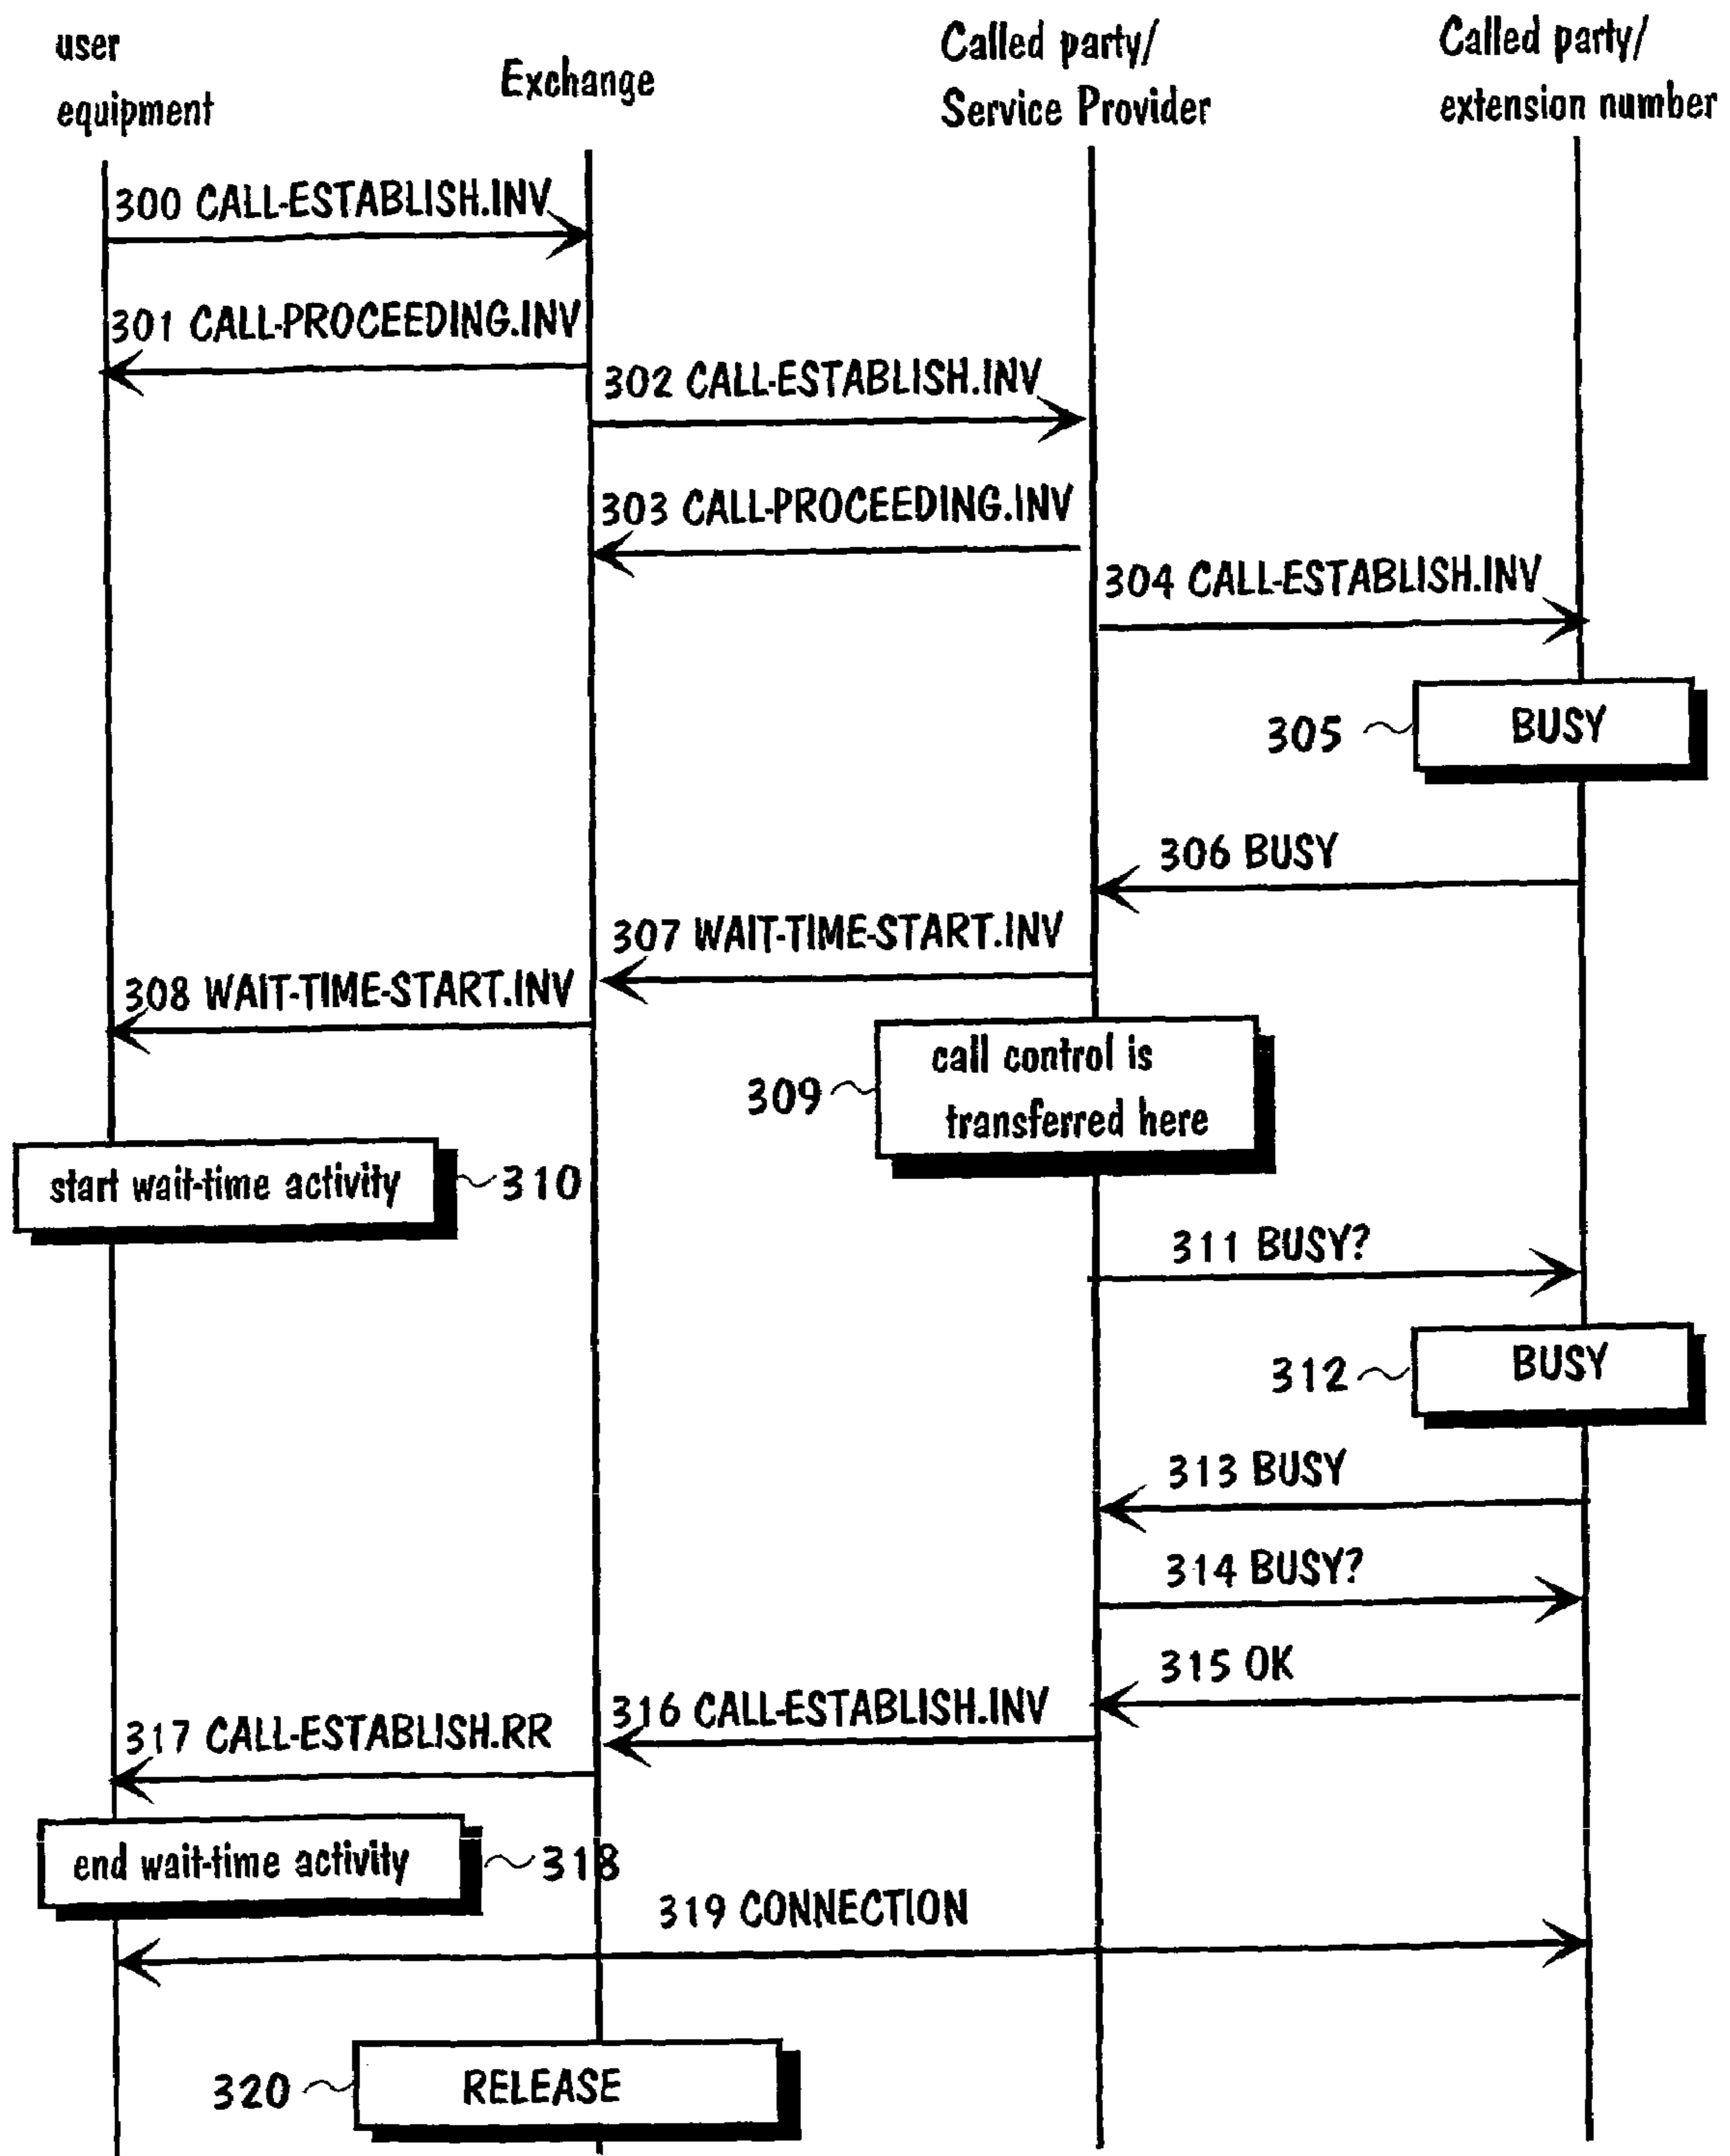 user
equipment
Exchange
Called party/
Service Provider
Called party/
extension number
300 CALL-ESTABLISH.INV
301 CALL-PROCEEDING.INV
302 CALL-ESTABLISH.INV
303 CALL-PROCEEDING.INV
304 CALL-ESTABLISH.INV
305
BUSY
306 BUSY
307 WAIT-TIME-START.INV
308 WAIT-TIME-START.INV
309
call control is
transferred here
start wait-time activity
310
311 BUSY?
312
BUSY
313 BUSY
314 BUSY?
315 OK
316 CALL-ESTABLISH.INV
317 CALL-ESTABLISH.RR
end wait-time activity
318
319 CONNECTION
320
RELEASE